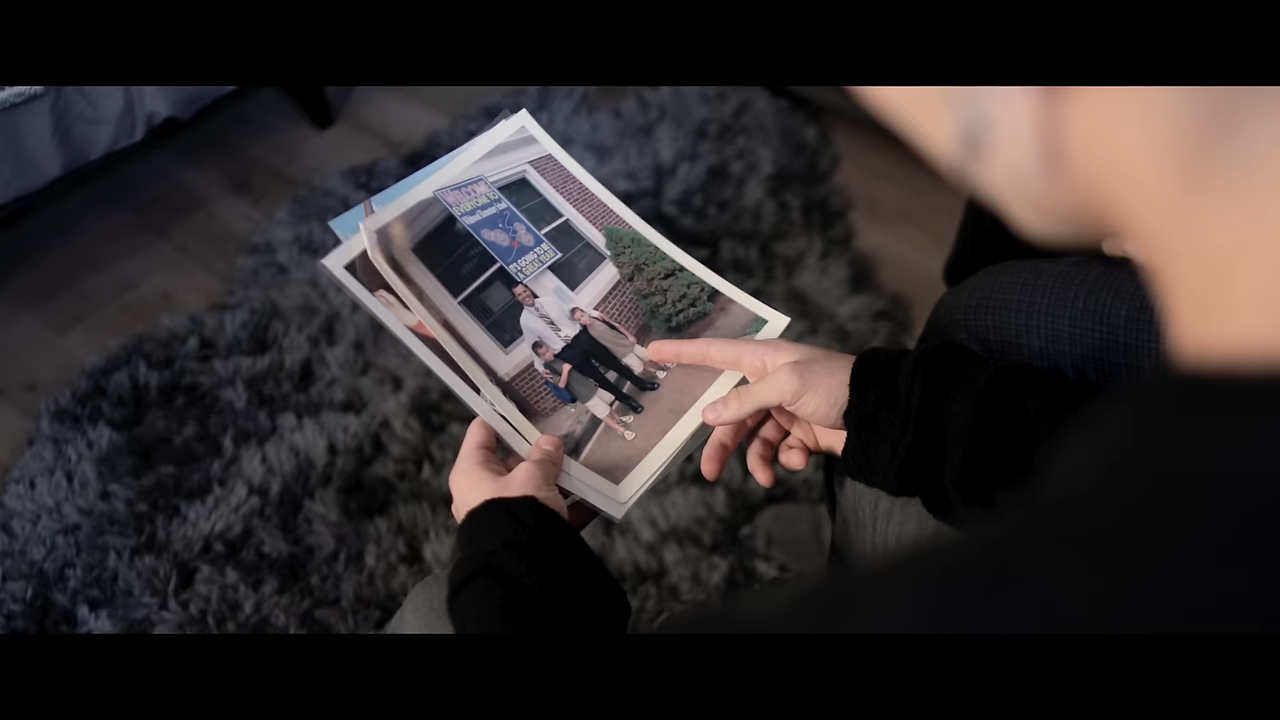 WELCOME
EVERYONE TO
IT'S GOING TO BE
A GREAT YEAR!